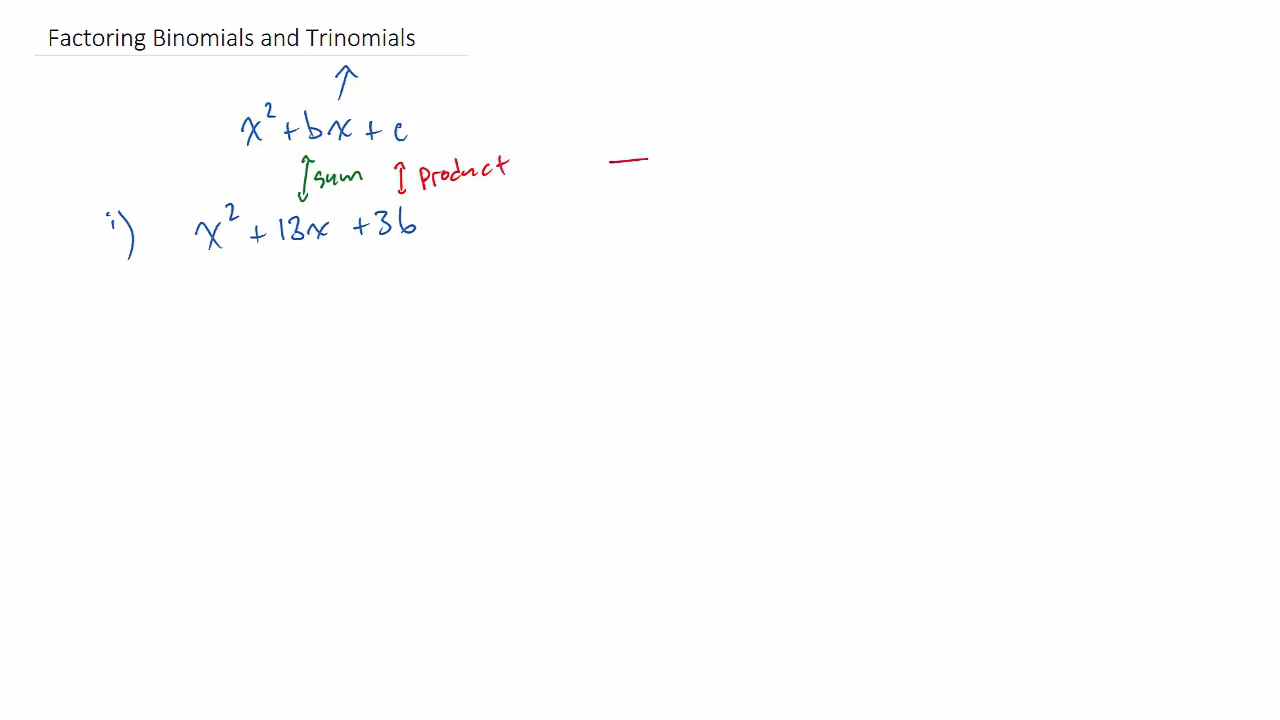 Factoring Binomials and Trinomials
x² + bx + c
sum product
i) x² + 13x + 36